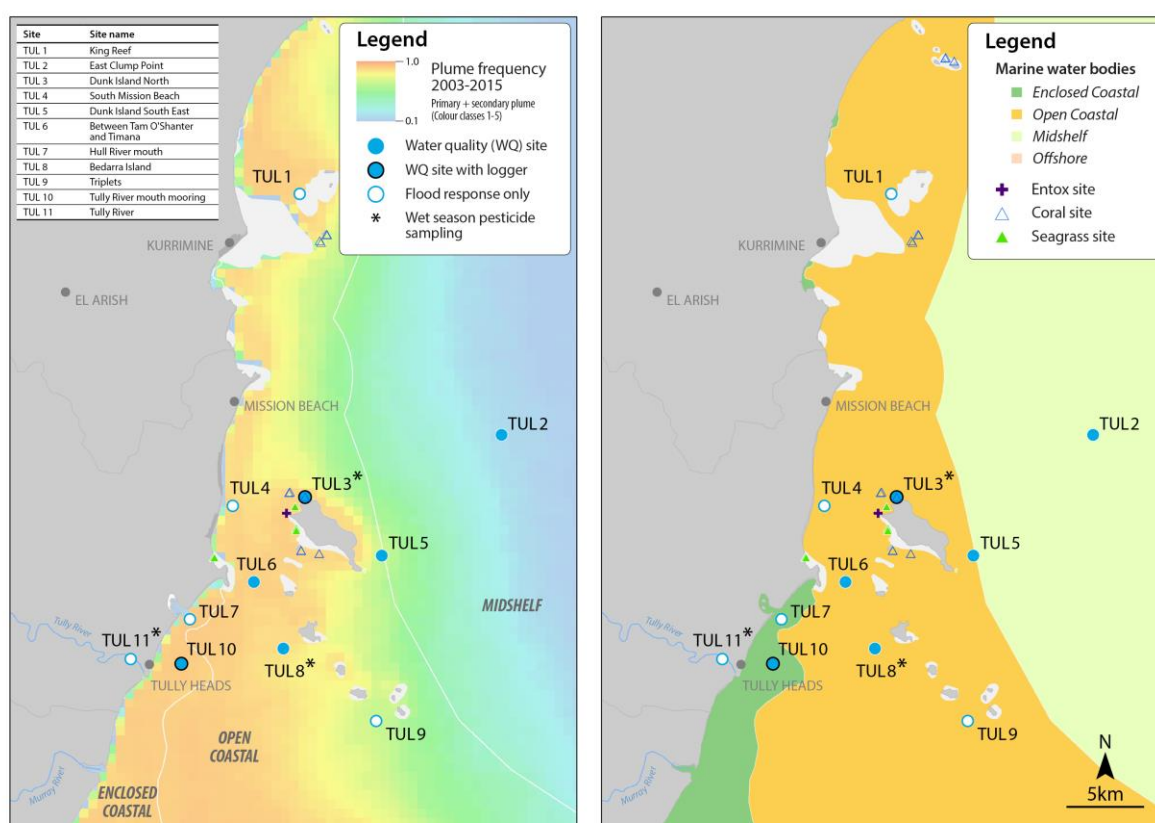 Site Site name
TUL 1 King Reef
TUL 2 East Clump Point
TUL 3 Dunk Island North
TUL 4 South Mission Beach
TUL 5 Dunk Island South East
TUL 6 Between Tam O'Shanter
and Timana
TUL 7 Hull River mouth
TUL 8 Bedarra Island
TUL 9 Triplets
TUL 10 Tully River mouth mooring
TUL 11 Tully River
Legend
1.0
0.1
Plume frequency
2003-2015
Primary + secondary plume
(Colour classes 1-5)
Water quality (WQ) site
WQ site with logger
Flood response only
* Wet season pesticide
sampling
TUL 1
KURRIMINE
EL ARISH
MISSION BEACH
TUL 2
TUL 3*
TUL 4
TUL 5
TUL 6
MIDSHELF
TUL 7
Tully River
TUL 11*
TUL 10
TUL 8*
TULLY HEADS
TUL 9
OPEN
COASTAL
Murray River
ENCLOSED
COASTAL
Legend
Marine water bodies
Enclosed Coastal
Open Coastal
Midshelf
Offshore
Entox site
Coral site
Seagrass site
TUL 1
KURRIMINE
EL ARISH
MISSION BEACH
TUL 2
TUL 3*
TUL 4
TUL 5
TUL 6
TUL 7
Tully River
TUL 11*
TUL 10
TUL 8*
TULLY HEADS
TUL 9
Murray River
N
5km